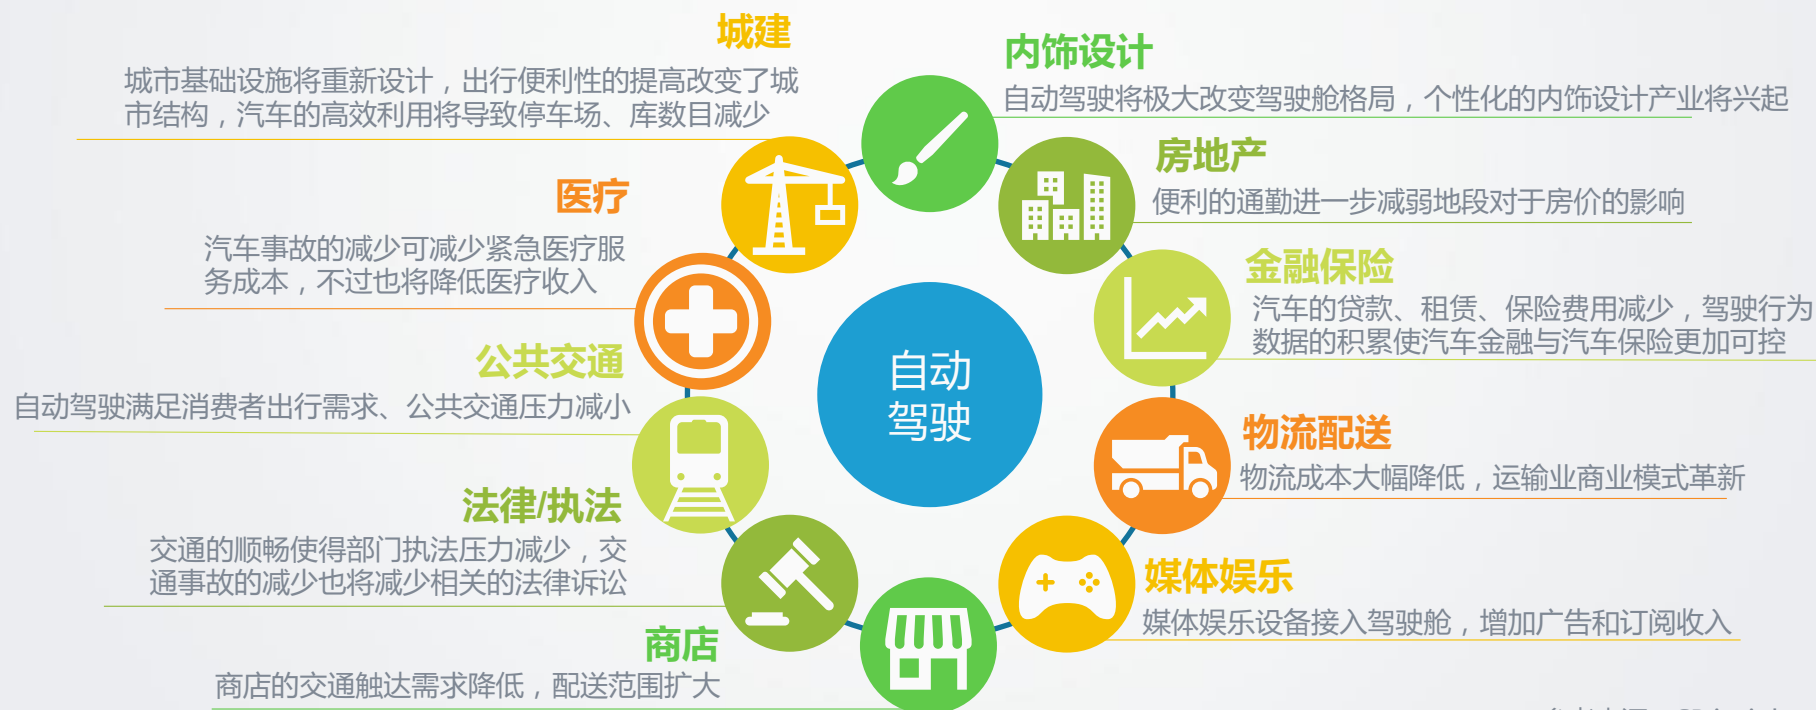 城建
城市基础设施将重新设计，出行便利性的提高改变了城
市结构，汽车的高效利用将导致停车场、库数目减少
内饰设计
自动驾驶将极大改变驾驶舱格局，个性化的内饰设计产业将兴起
房地产
便利的通勤进一步减弱地段对于房价的影响
医疗
汽车事故的减少可减少紧急医疗服
务成本，不过也将降低医疗收入
金融保险
汽车的贷款、租赁、保险费用减少，驾驶行为
数据的积累使汽车金融与汽车保险更加可控
公共交通
自动驾驶满足消费者出行需求、公共交通压力减小
自动
驾驶
物流配送
物流成本大幅降低，运输业商业模式革新
法律/执法
交通的顺畅使得部门执法压力减少，交
通事故的减少也将减少相关的法律诉讼
媒体娱乐
媒体娱乐设备接入驾驶舱，增加广告和订阅收入
商店
商店的交通触达需求降低，配送范围扩大